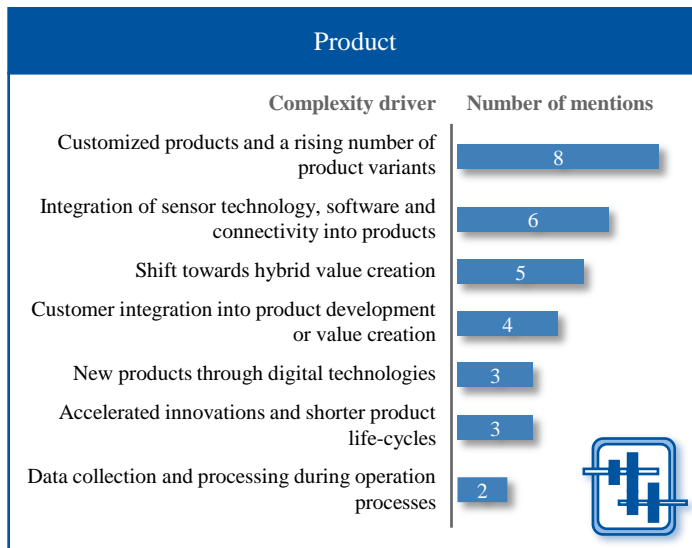 Product
Complexity driver
Number of mentions
Customized products and a rising number of
product variants
8
Integration of sensor technology, software and
connectivity into products
6
Shift towards hybrid value creation
5
Customer integration into product development
or value creation
4
New products through digital technologies
3
Accelerated innovations and shorter product
life-cycles
3
Data collection and processing during operation
processes
2